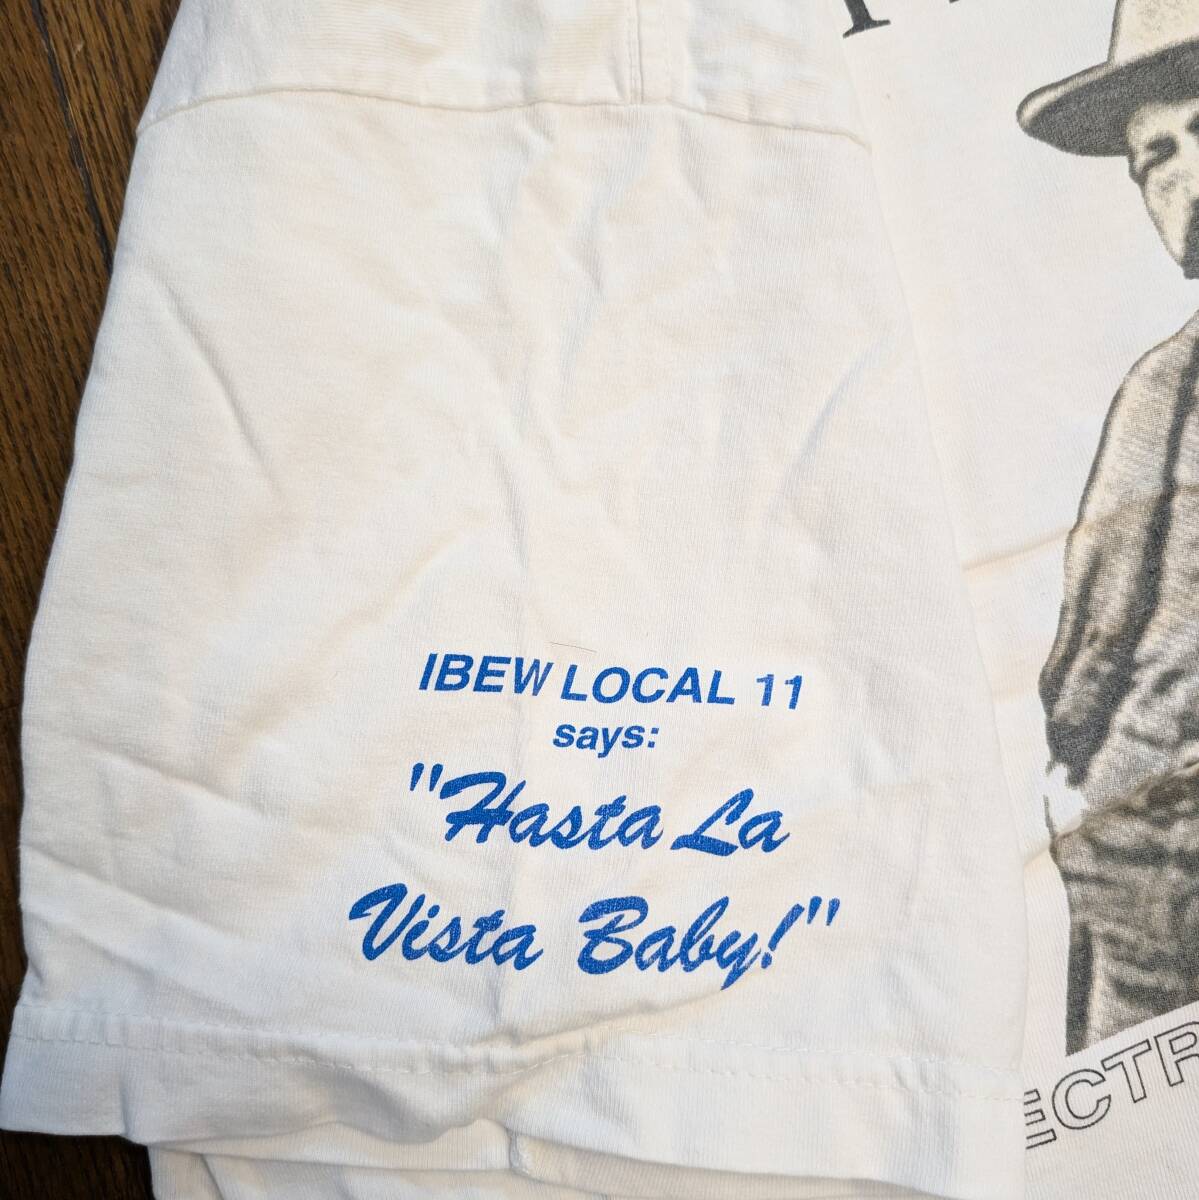 IBEW LOCAL 11
says:
"Hasta La
Vista Baby!"
ECTR